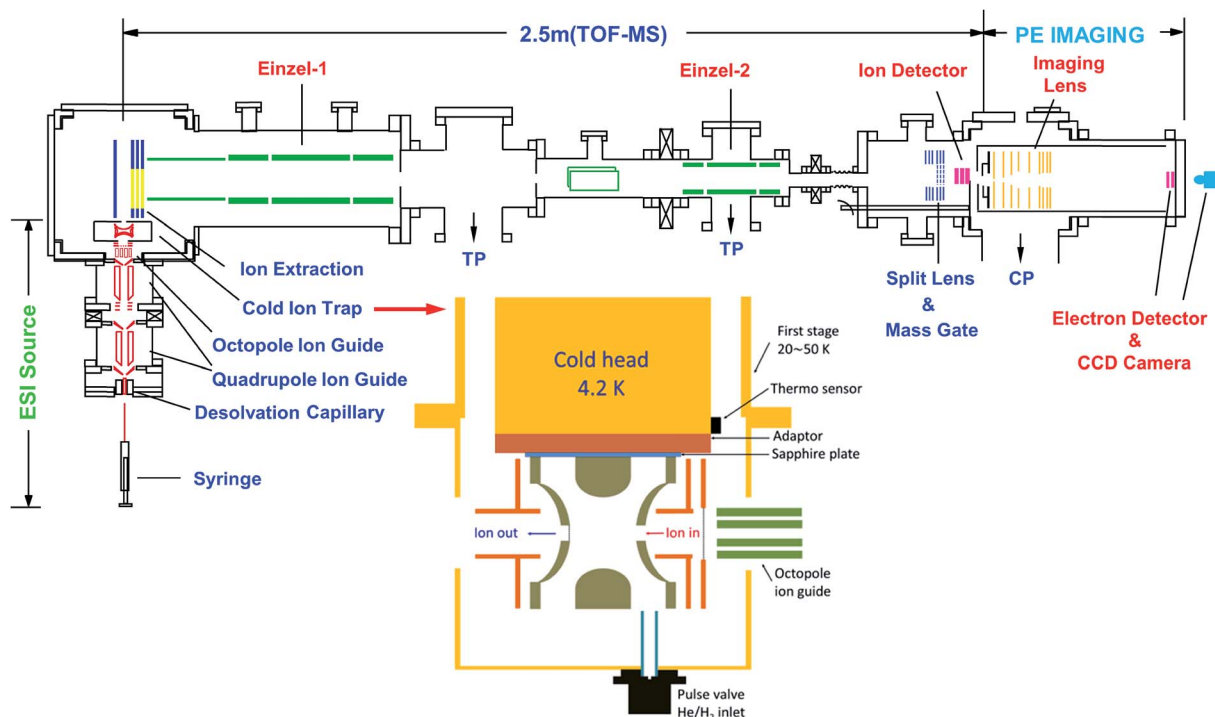 2.5m(TOF-MS)
PE IMAGING
Einzel-1
Einzel-2
Ion Detector
Imaging
Lens
TP
TP
CP
Ion Extraction
Cold Ion Trap
Octopole Ion Guide
Quadrupole Ion Guide
Desolvation Capillary
Syringe
ESI Source
Split Lens
&
Mass Gate
Electron Detector
&
CCD Camera
Cold head
4.2 K
First stage
20~50 K
Thermo sensor
Adaptor
Sapphire plate
Ion out
Ion in
Octopole
ion guide
Pulse valve
He/H₂ inlet